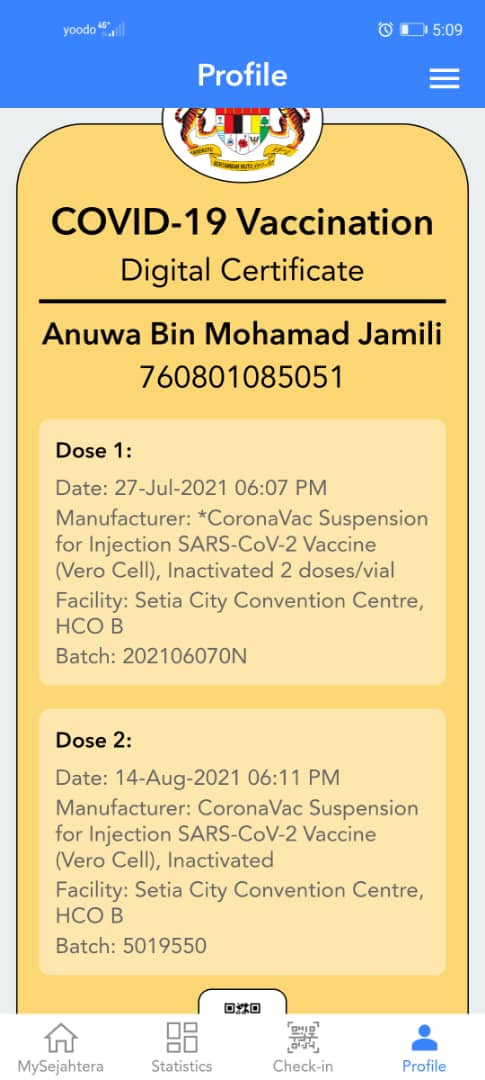 yoodo 4G+ 5:09
Profile
BERSEKUTU BERTAMBAH MUTU
COVID-19 Vaccination
Digital Certificate
Anuwa Bin Mohamad Jamili
760801085051
Dose 1:
Date: 27-Jul-2021 06:07 PM
Manufacturer: *CoronaVac Suspension
for Injection SARS-CoV-2 Vaccine
(Vero Cell), Inactivated 2 doses/vial
Facility: Setia City Convention Centre,
HCO B
Batch: 202106070N
Dose 2:
Date: 14-Aug-2021 06:11 PM
Manufacturer: CoronaVac Suspension
for Injection SARS-CoV-2 Vaccine
(Vero Cell), Inactivated
Facility: Setia City Convention Centre,
HCO B
Batch: 5019550
MySejahtera Statistics Check-in Profile